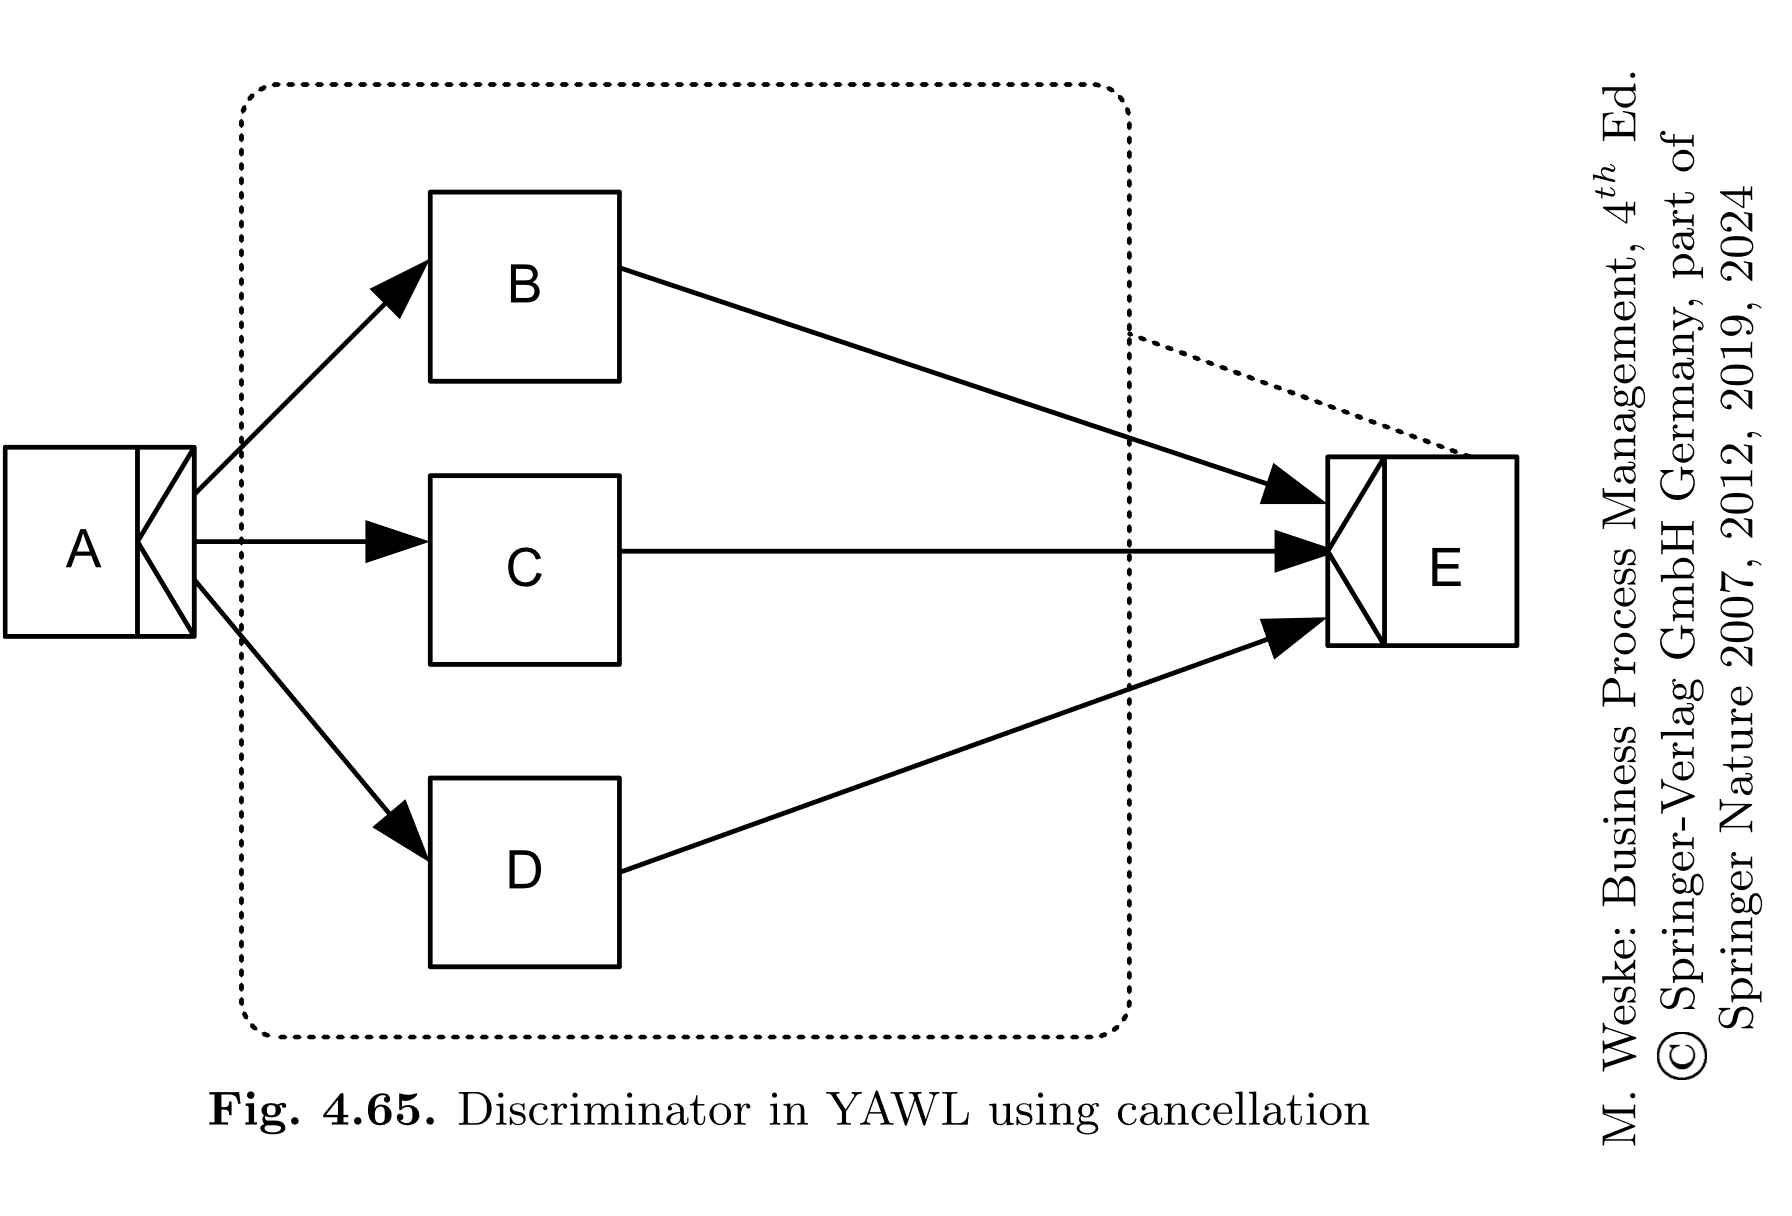 B
A
C
E
D
Fig. 4.65. Discriminator in YAWL using cancellation
M. Weske: Business Process Management, 4th Ed.
© Springer-Verlag GmbH Germany, part of
Springer Nature 2007, 2012, 2019, 2024